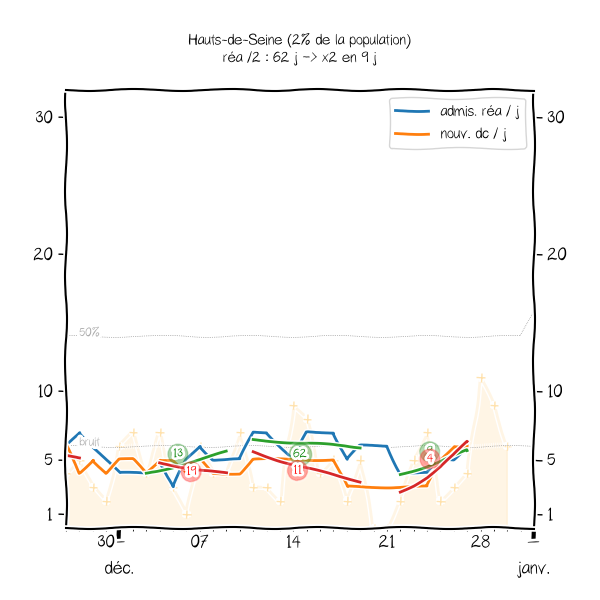 Hauts-de-Seine (2% de la population)
réa /2 : 62 j -> x2 en 9 j
admis. réa / j
nouv. dc / j
30 30
20 20
50%
10 10
bruit
13 62 9
19 11 4
5 5
1 1
30 07 14 21 28
déc. janv.